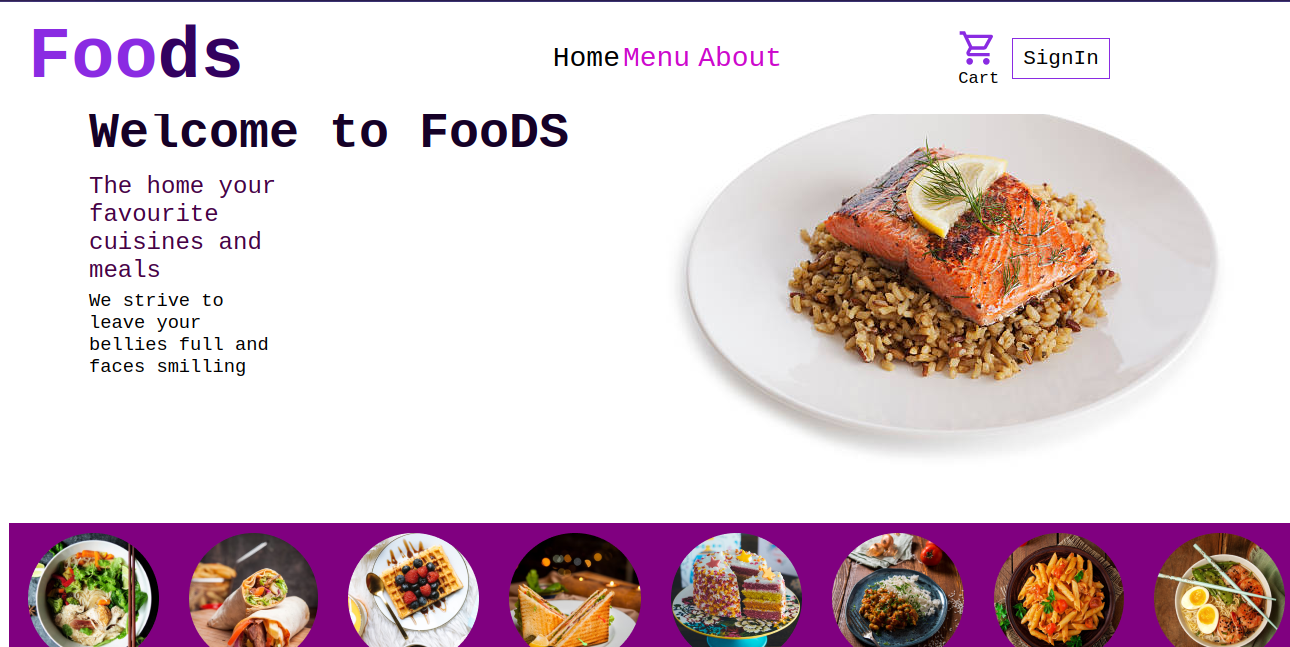 Foods
Home Menu About
Cart
SignIn
Welcome to FooDS
The home your
favourite
cuisines and
meals
We strive to
leave your
bellies full and
faces smilling